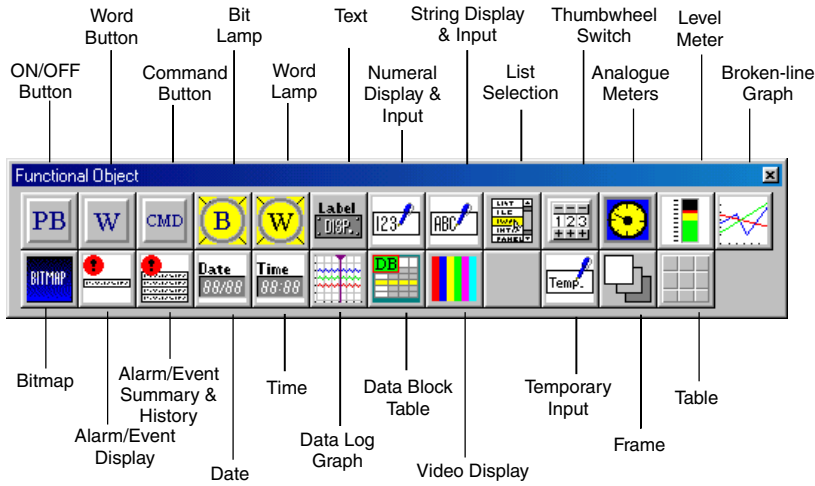 Word
Button
Bit
Lamp
Text
String Display
& Input
Thumbwheel
Switch
Level
Meter
ON/OFF
Button
Command
Button
Word
Lamp
Numeral
Display &
Input
List
Selection
Analogue
Meters
Broken-line
Graph
Functional Object
PB
W
CMD
B
W
Label
DISP.
123
ABC
LIST
123
+++
BITMAP
Date
88/88
Time
88:88
DB
Temp.
Bitmap
Alarm/Event
Display
Alarm/Event
Summary &
History
Date
Time
Data Log
Graph
Data Block
Table
Video Display
Temporary
Input
Frame
Table